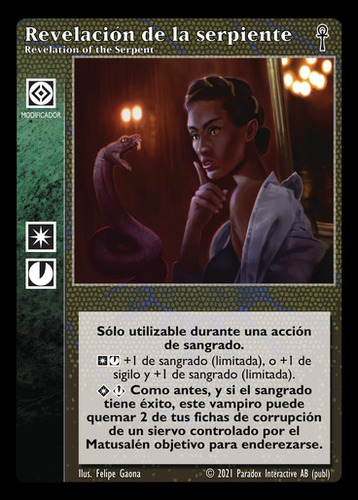 Revelación de la serpiente
Revelation of the Serpent
MODIFICADOR
Sólo utilizable durante una acción
de sangrado.
+1 de sangrado (limitada), o +1 de
sigilo y +1 de sangrado (limitada).
Como antes, y si el sangrado
tiene éxito, este vampiro puede
quemar 2 de tus fichas de corrupción
de un siervo controlado por el
Matusalén objetivo para enderezarse.
Ilus. Felipe Gaona © 2021 Paradox Interactive AB (publ)